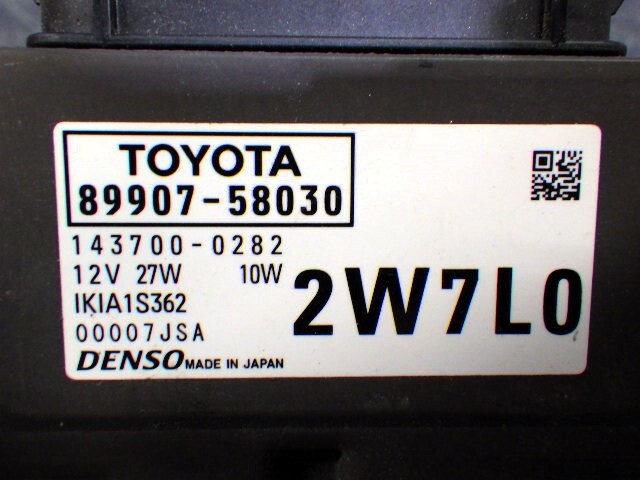 TOYOTA
89907-58030
143700-0282
12V 27W 10W
IKIA1S362
00007JSA
2W7L0
DENSO MADE IN JAPAN